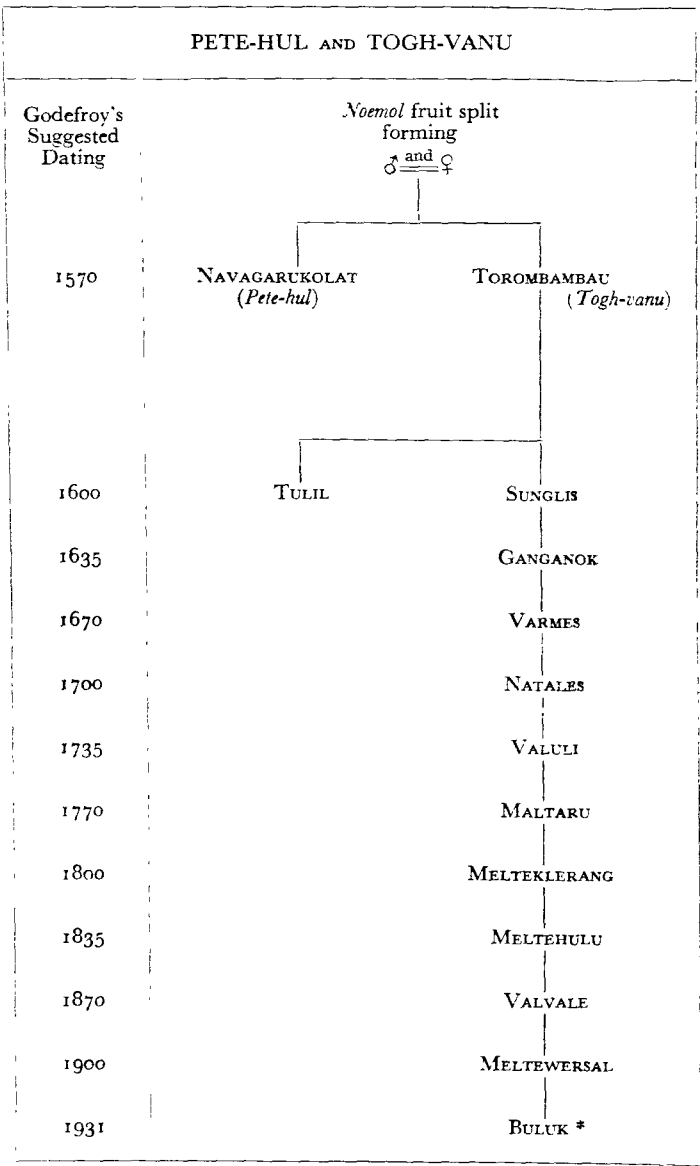 PETE-HUL AND TOGH-VANU
Godefroy's
Suggested
Dating
Noemol fruit split
forming
♂ and ♀
1570 NAVAGARUKOLAT TOROMBAMBAU
(Pete-hul) (Togh-vanu)
1600 TULIL SUNGLIS
1635 GANGANOK
1670 VARMES
1700 NATALES
1735 VALULI
1770 MALTARU
1800 MELTEKLERANG
1835 MELTEHULU
1870 VALVALE
1900 MELTEWERSAL
1931 BULUK *